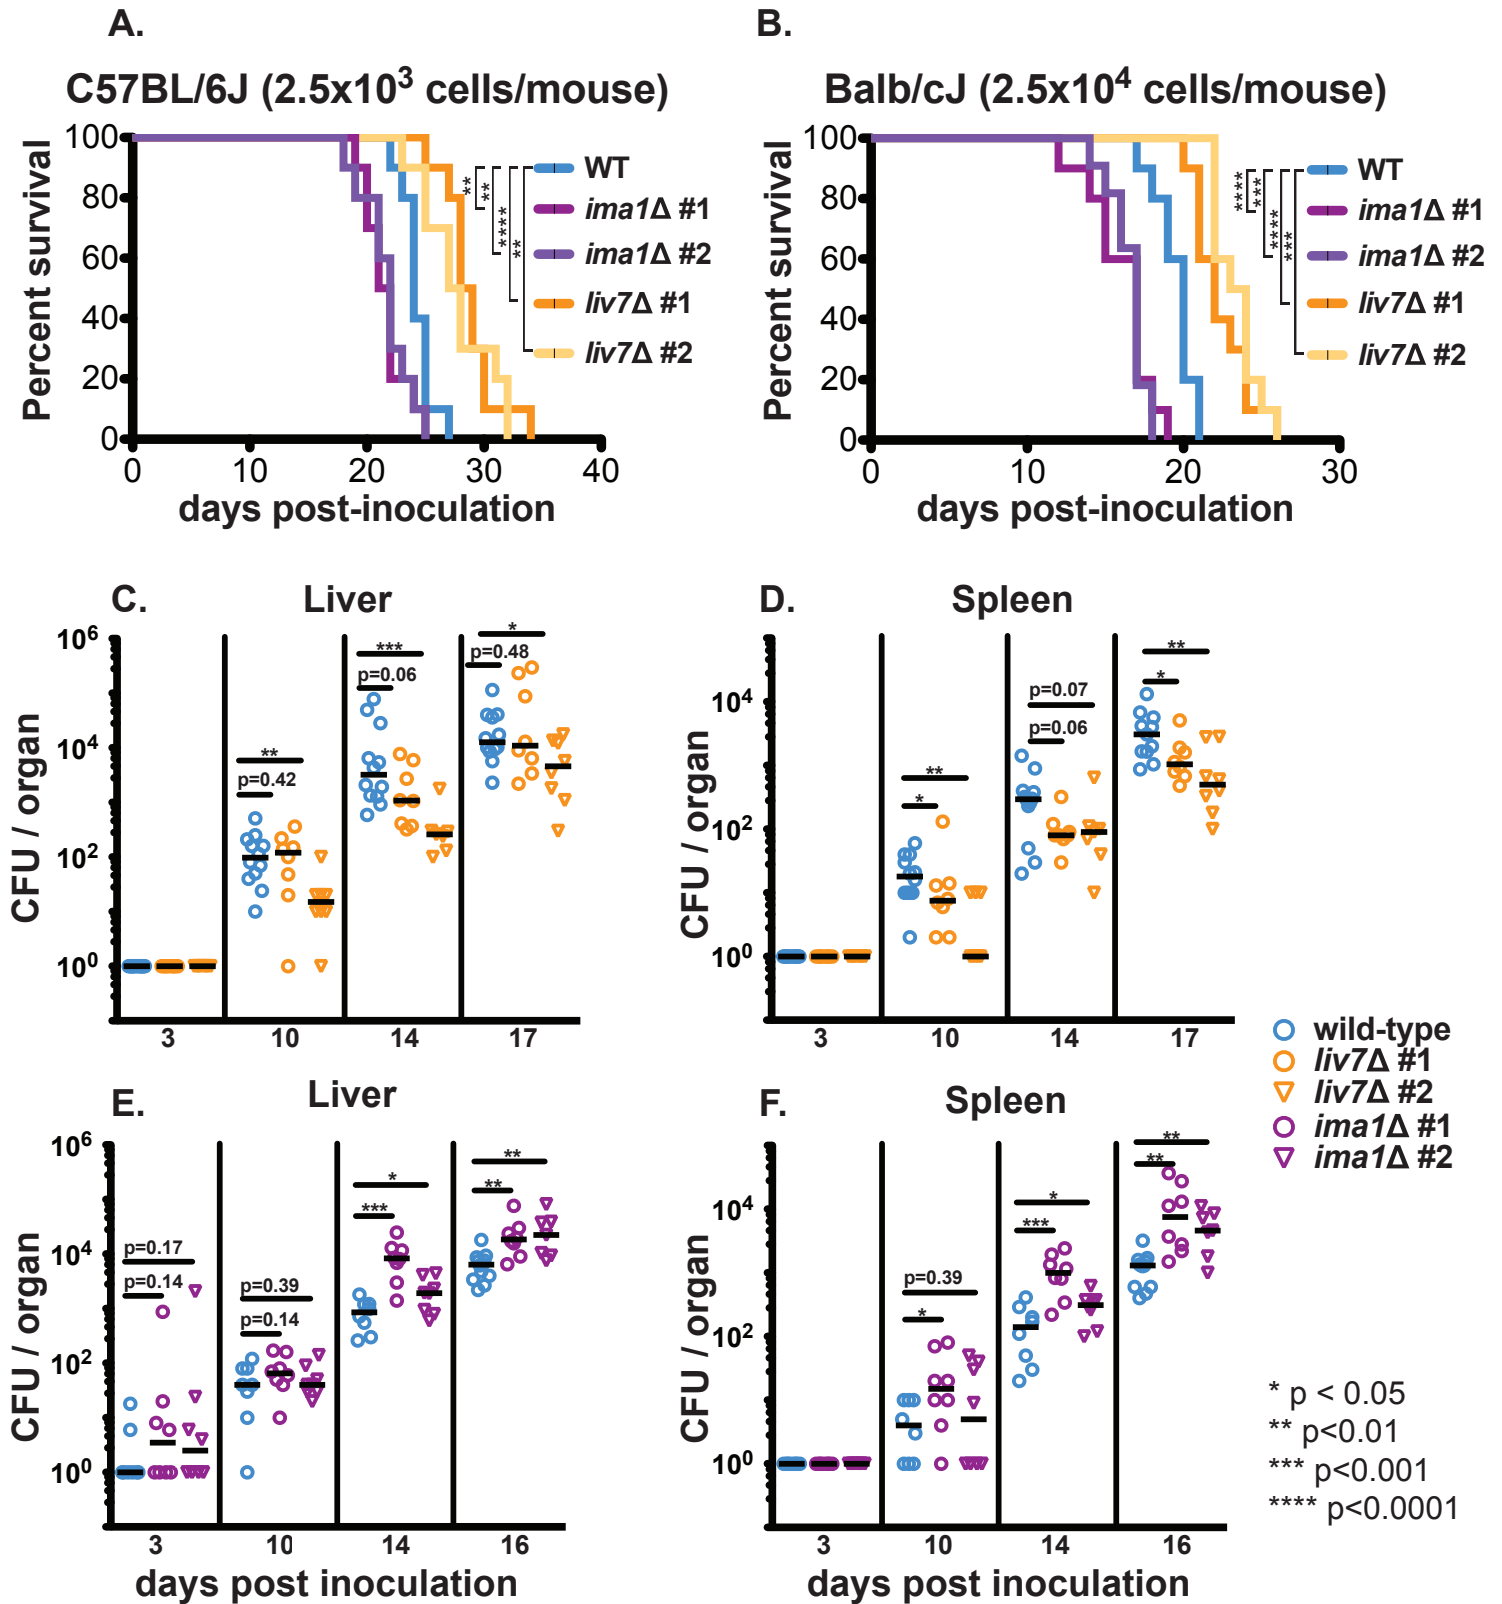 A.
C57BL/6J (2.5x10³ cells/mouse)
Percent survival
100
80
60
40
20
0
0 10 20 30 40
days post-inoculation
WT
ima1Δ #1
ima1Δ #2
liv7Δ #1
liv7Δ #2
**
**
****
**
B.
Balb/cJ (2.5x10⁴ cells/mouse)
Percent survival
100
80
60
40
20
0
0 10 20 30
days post-inoculation
WT
ima1Δ #1
ima1Δ #2
liv7Δ #1
liv7Δ #2
****
***
****
***
C.
Liver
CFU / organ
10⁶
10⁴
10²
10⁰
**
p=0.42
***
p=0.06
*
p=0.48
3 10 14 17
D.
Spleen
CFU / organ
10⁴
10²
10⁰
**
*
p=0.07
p=0.06
**
*
3 10 14 17
wild-type
liv7Δ #1
liv7Δ #2
ima1Δ #1
ima1Δ #2
E.
Liver
CFU / organ
10⁶
10⁴
10²
10⁰
p=0.17
p=0.14
p=0.39
p=0.14
*
***
**
**
3 10 14 16
days post inoculation
F.
Spleen
CFU / organ
10⁴
10²
10⁰
p=0.39
*
*
***
**
**
3 10 14 16
days post inoculation
* p < 0.05
** p<0.01
*** p<0.001
**** p<0.0001